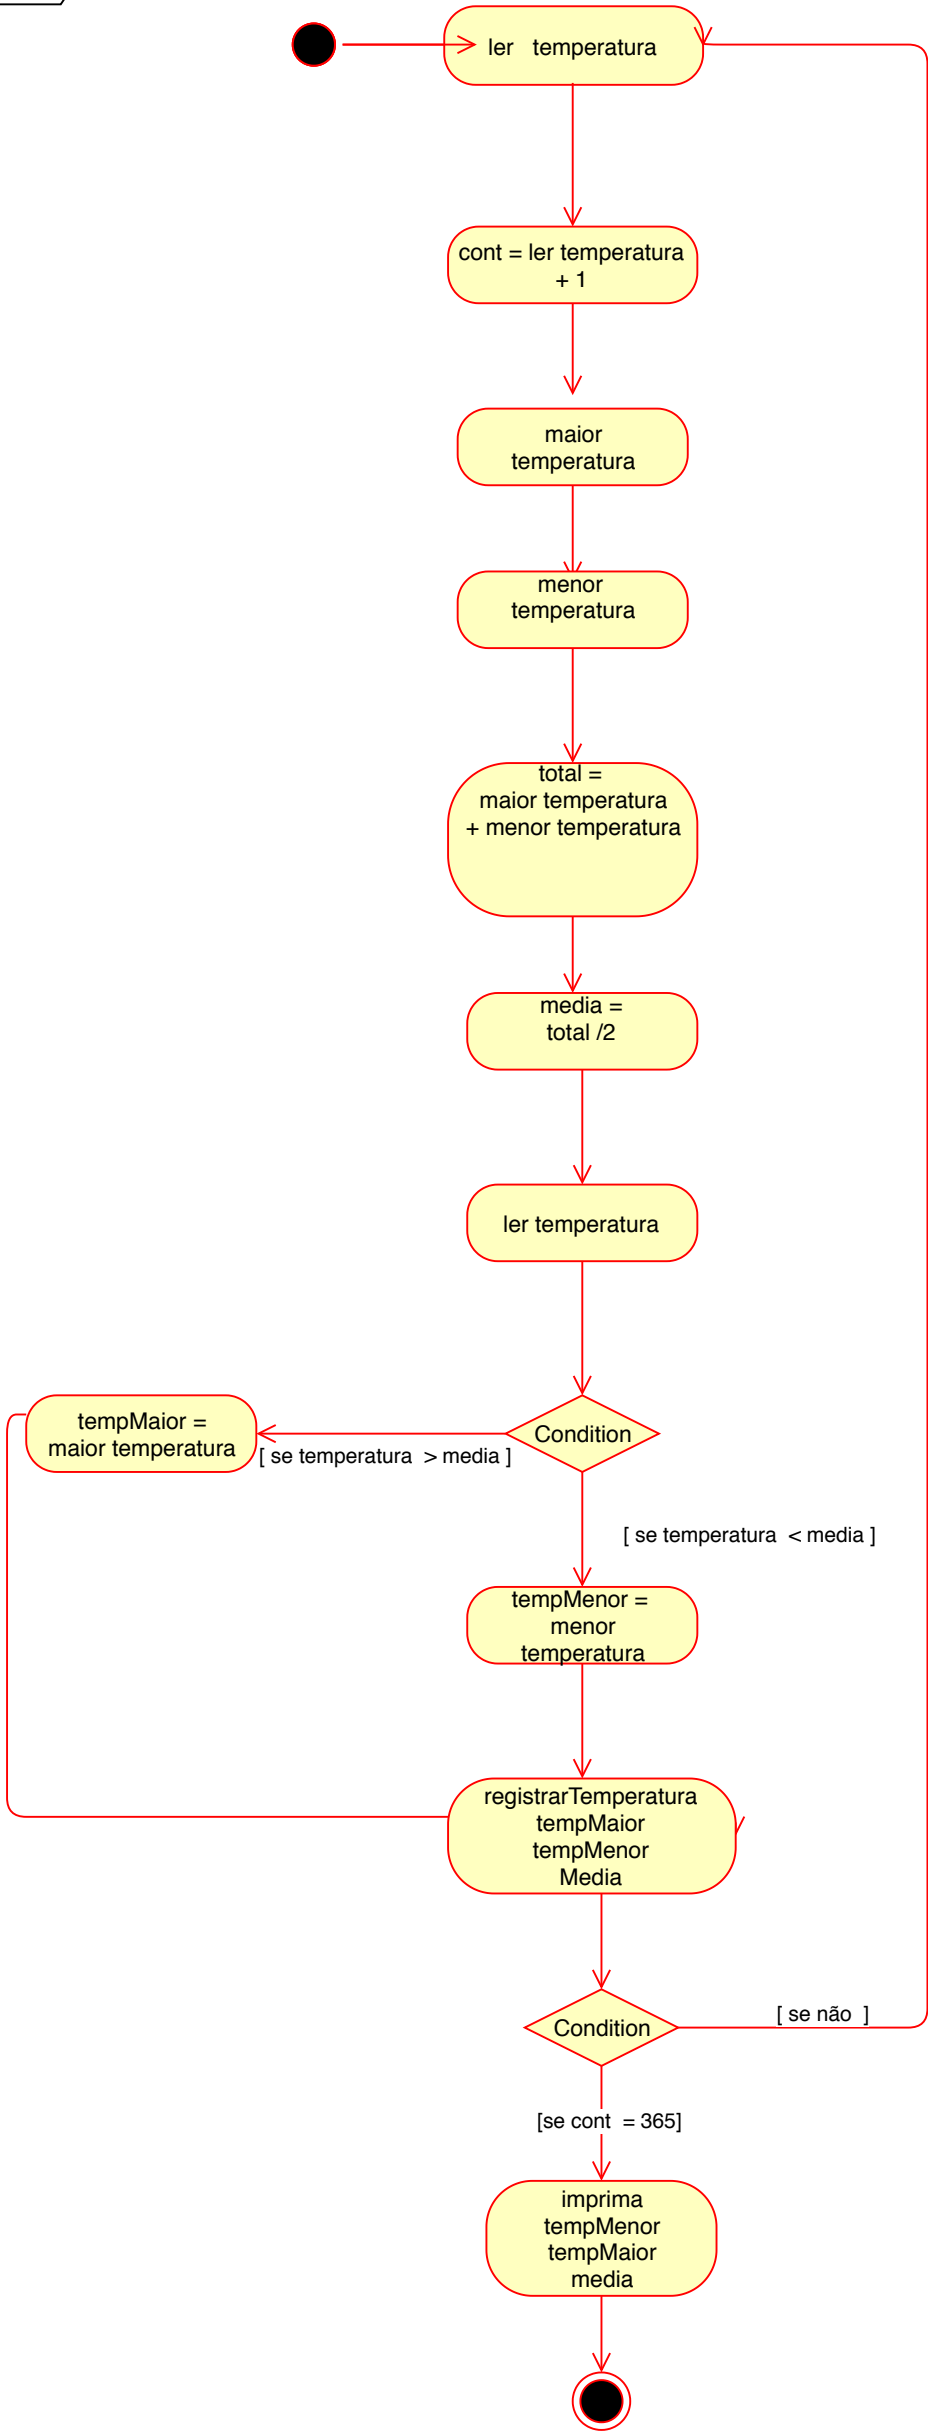 ler temperatura
cont = ler temperatura
+ 1
maior
temperatura
menor
temperatura
total =
maior temperatura
+ menor temperatura
media =
total /2
ler temperatura
Condition
tempMaior =
maior temperatura
[ se temperatura > media ]
[ se temperatura < media ]
tempMenor =
menor
temperatura
registrarTemperatura
tempMaior
tempMenor
Media
Condition
[ se não ]
[se cont = 365]
imprima
tempMenor
tempMaior
media